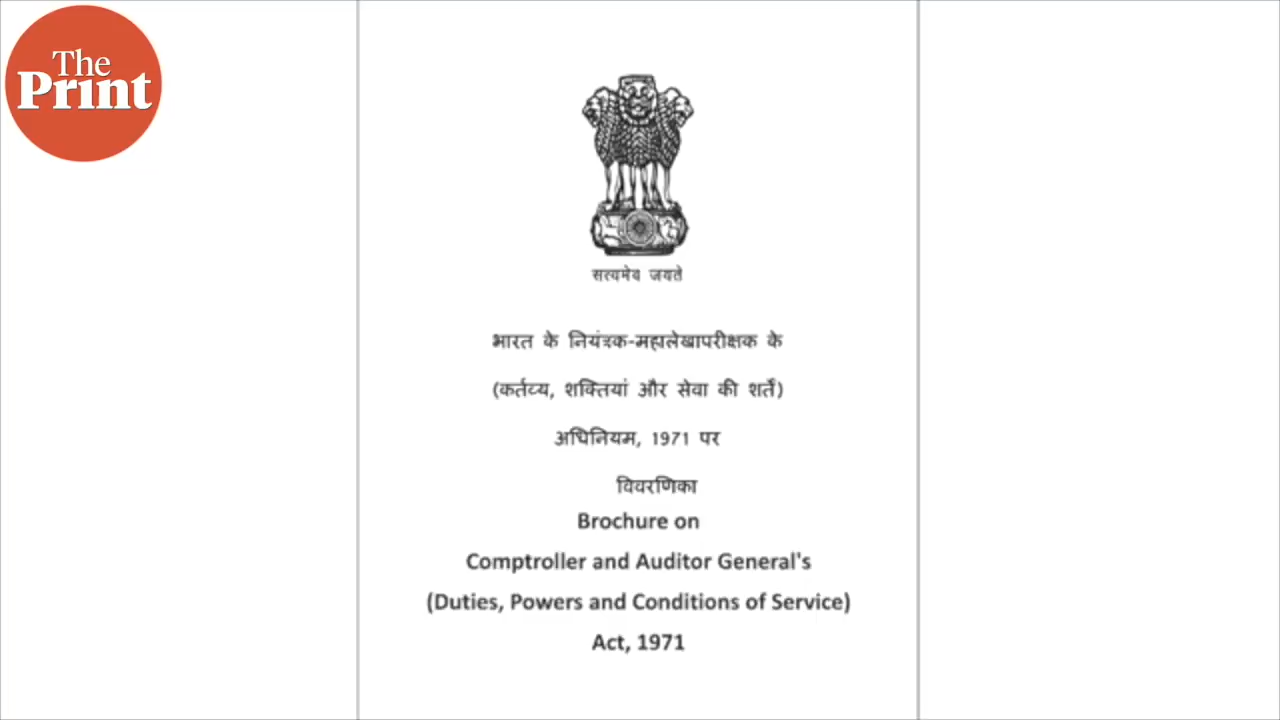 The
Print
सत्यमेव जयते
भारत के नियंत्रक-महालेखापरीक्षक के
(कर्तव्य, शक्तियां और सेवा की शर्तें)
अधिनियम, 1971 पर
विवरणिका
Brochure on
Comptroller and Auditor General's
(Duties, Powers and Conditions of Service)
Act, 1971